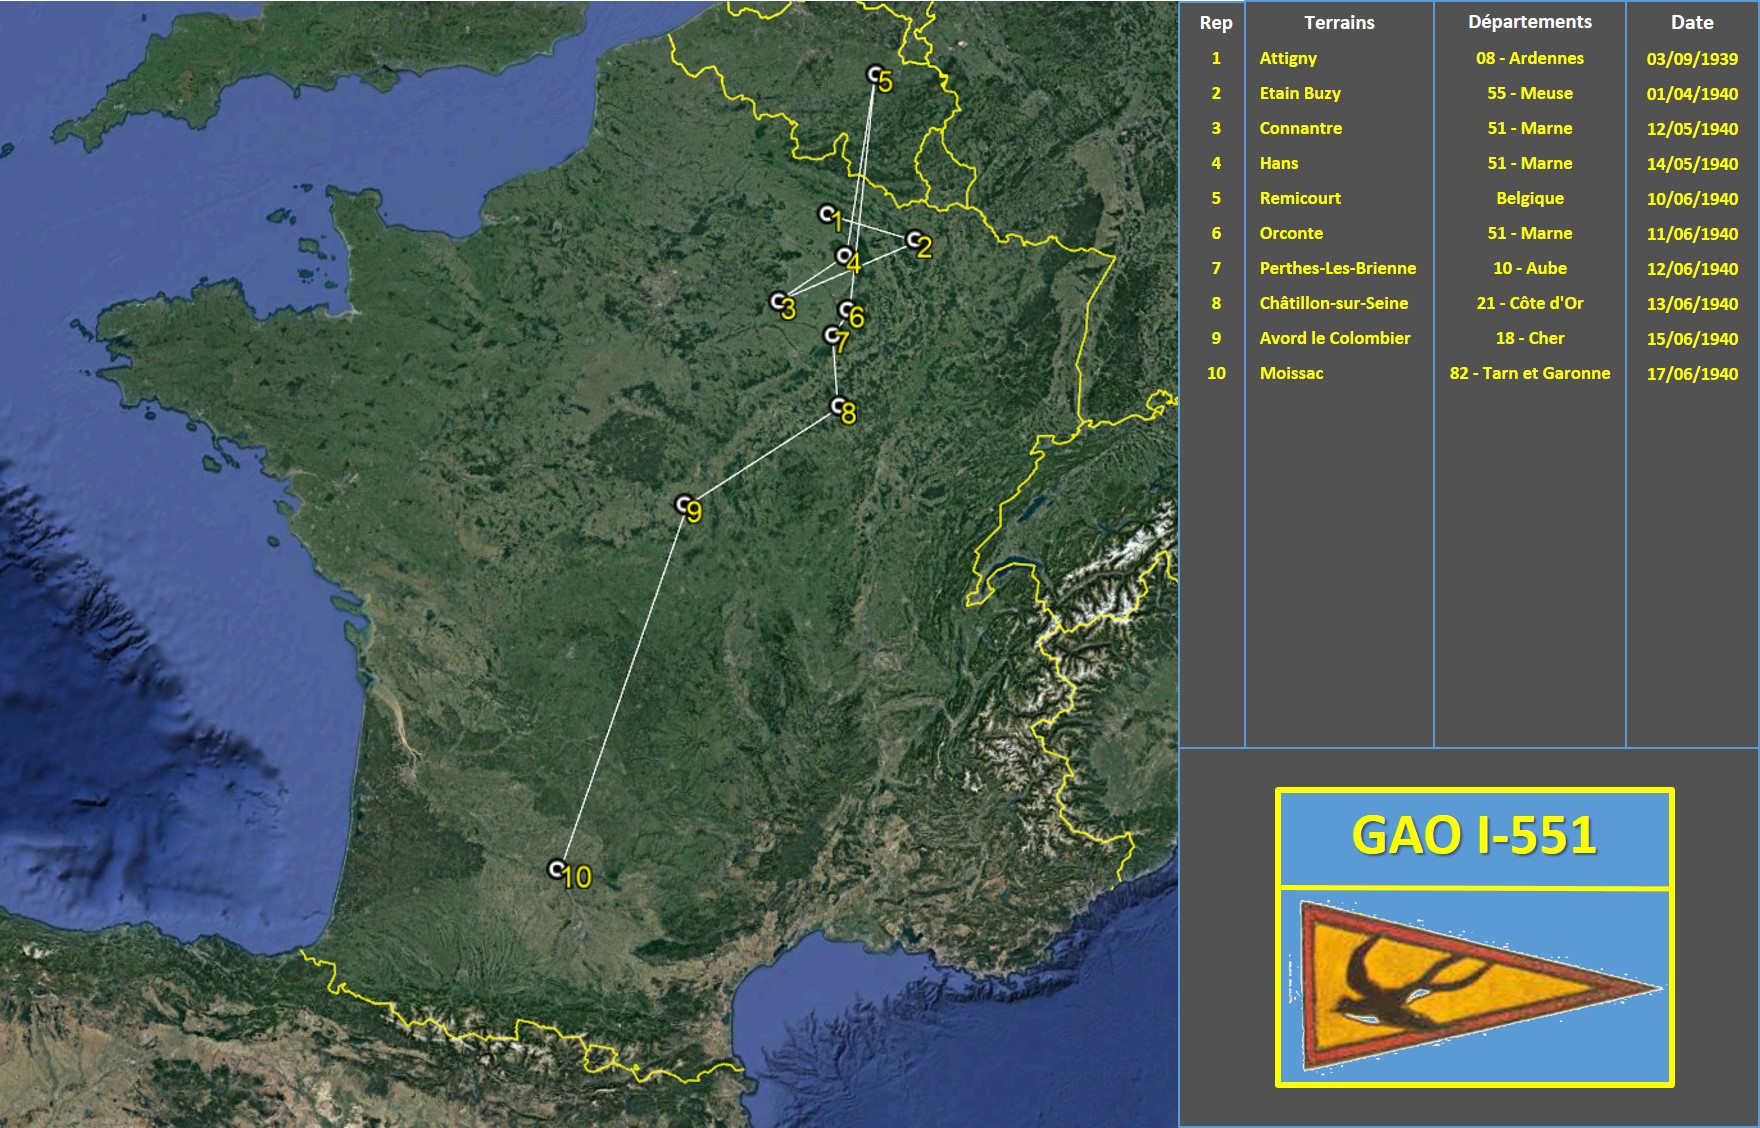 Rep Terrains Départements Date
1 Attigny 08 - Ardennes 03/09/1939
2 Etain Buzy 55 - Meuse 01/04/1940
3 Connantre 51 - Marne 12/05/1940
4 Hans 51 - Marne 14/05/1940
5 Remicourt Belgique 10/06/1940
6 Orconte 51 - Marne 11/06/1940
7 Perthes-Les-Brienne 10 - Aube 12/06/1940
8 Châtillon-sur-Seine 21 - Côte d'Or 13/06/1940
9 Avord le Colombier 18 - Cher 15/06/1940
10 Moissac 82 - Tarn et Garonne 17/06/1940
5
1
2
4
3
6
7
8
9
10
GAO I-551